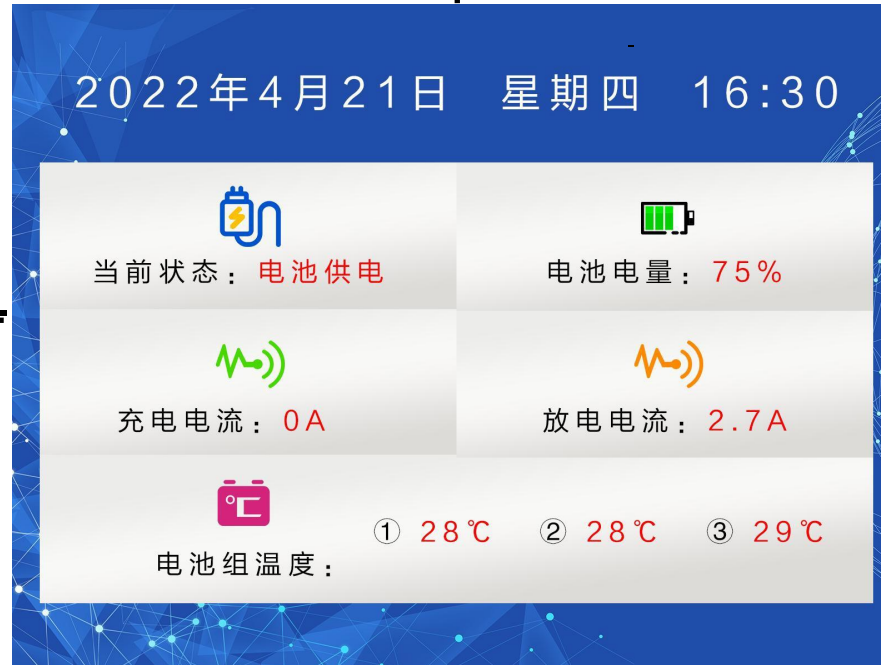 2022年4月21日 星期四 16:30
当前状态：电池供电
电池电量：75%
充电电流：0A
放电电流：2.7A
℃
电池组温度：① 28℃ ② 28℃ ③ 29℃